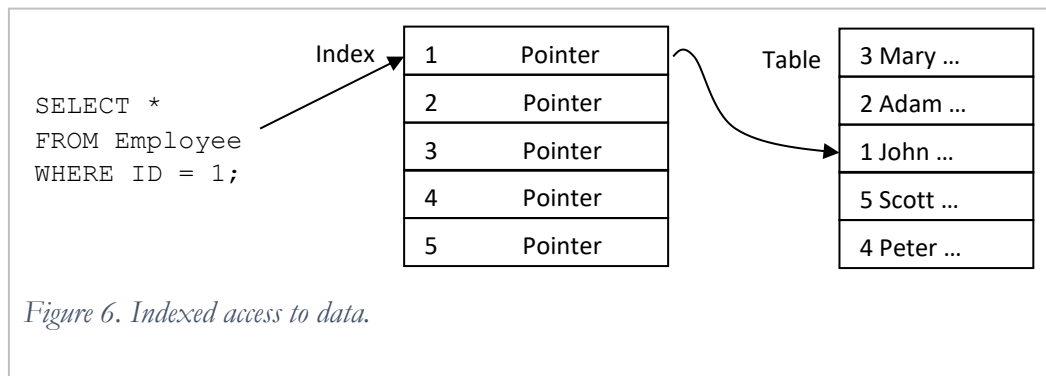 Index
1 Pointer
2 Pointer
3 Pointer
4 Pointer
5 Pointer
Table
3 Mary …
2 Adam …
1 John …
5 Scott …
4 Peter …
SELECT *
FROM Employee
WHERE ID = 1;
Figure 6. Indexed access to data.